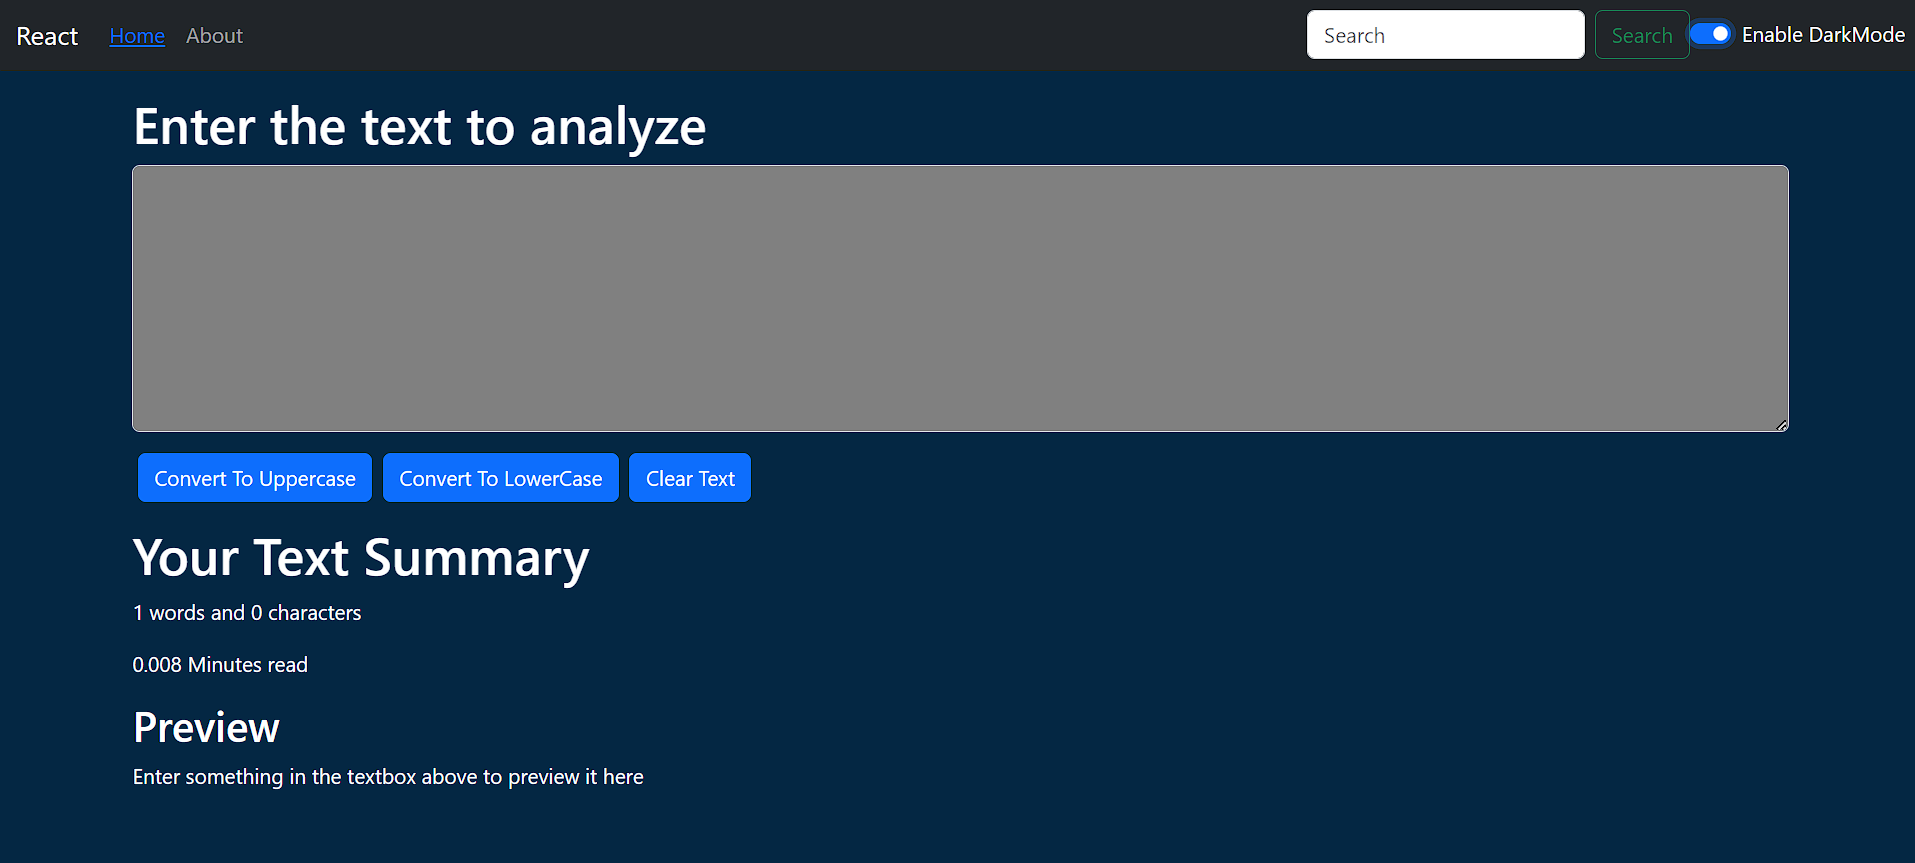 React Home About Search Search Enable DarkMode
Enter the text to analyze
Convert To Uppercase Convert To LowerCase Clear Text
Your Text Summary
1 words and 0 characters
0.008 Minutes read
Preview
Enter something in the textbox above to preview it here